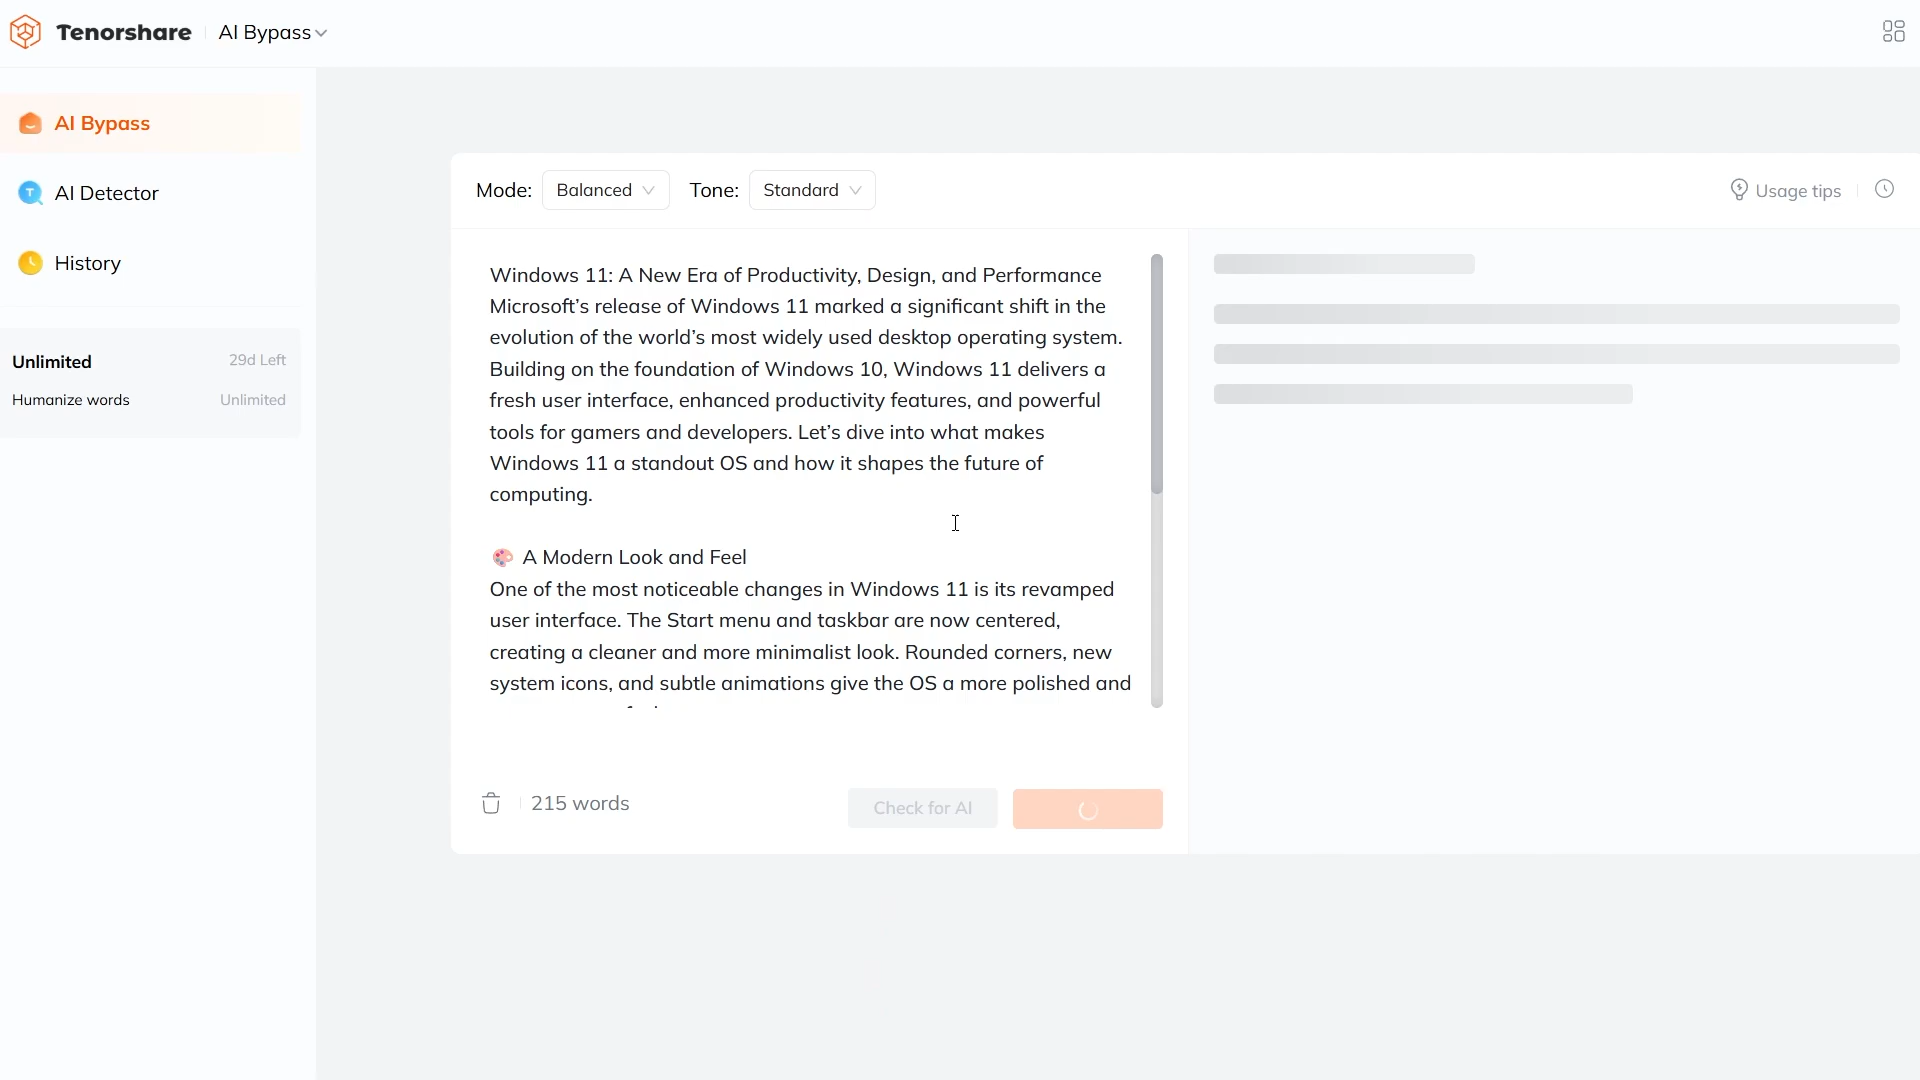 Tenorshare
AI Bypass
AI Bypass
AI Detector
History
Unlimited
29d Left
Humanize words
Unlimited
Mode:
Balanced
Tone:
Standard
Usage tips
Windows 11: A New Era of Productivity, Design, and Performance
Microsoft’s release of Windows 11 marked a significant shift in the
evolution of the world’s most widely used desktop operating system.
Building on the foundation of Windows 10, Windows 11 delivers a
fresh user interface, enhanced productivity features, and powerful
tools for gamers and developers. Let’s dive into what makes
Windows 11 a standout OS and how it shapes the future of
computing.
🎨 A Modern Look and Feel
One of the most noticeable changes in Windows 11 is its revamped
user interface. The Start menu and taskbar are now centered,
creating a cleaner and more minimalist look. Rounded corners, new
system icons, and subtle animations give the OS a more polished and
215 words
Check for AI